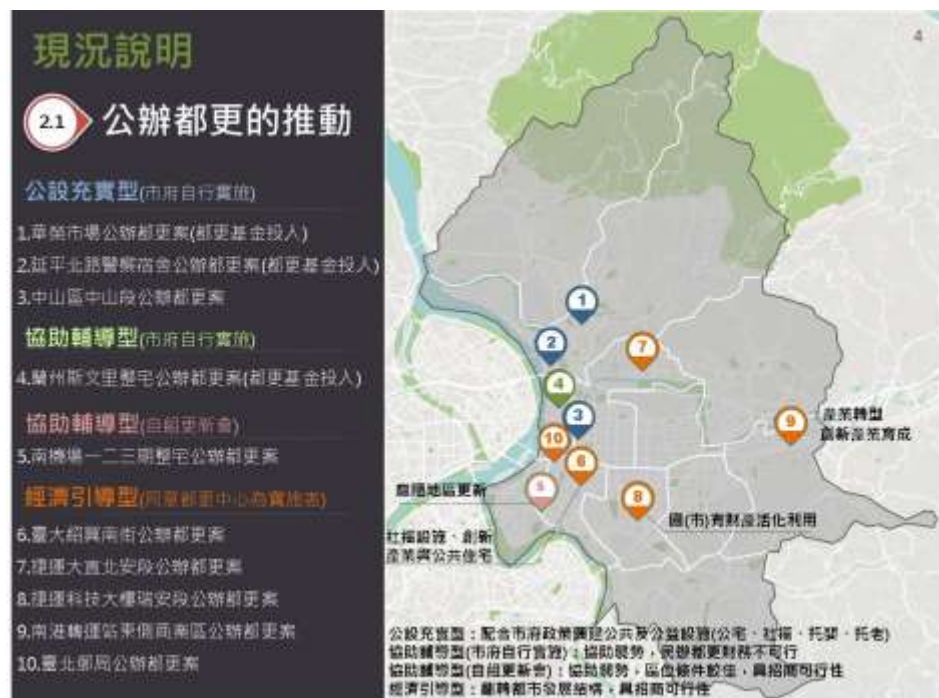 現況說明
4
2.1 公辦都更的推動
公設充實型(市府自行實施)
1.華榮市場公辦都更案(都更基金投入)
2.延平北路警察宿舍公辦都更案(都更基金投入)
3.中山區中山段公辦都更案
協助輔導型(市府自行實施)
4.蘭州斯文里整宅公辦都更案(都更基金投入)
協助輔導型(自組更新會)
5.南機場一二三期整宅公辦都更案
經濟引導型(同意都更中心為實施者)
6.臺大紹興南街公辦都更案
7.捷運大直北安段公辦都更案
8.捷運科技大樓瑞安段公辦都更案
9.南港轉運站東側商業區公辦都更案
10.臺北郵局公辦都更案
1
2
7
4
3
9
10
6
5
8
產業轉型
創新產業育成
窳陋地區更新
國(市)有財產活化利用
社福設施、創新
產業與公共住宅
公設充實型：配合市府政策興建公共及公益設施(公宅、社福、托嬰、托老)
協助輔導型(市府自行實施)：協助弱勢，民辦都更財務不可行
協助輔導型(自組更新會)：協助弱勢，區位條件較佳，具招商可行性
經濟引導型：翻轉都市發展結構，具招商可行性